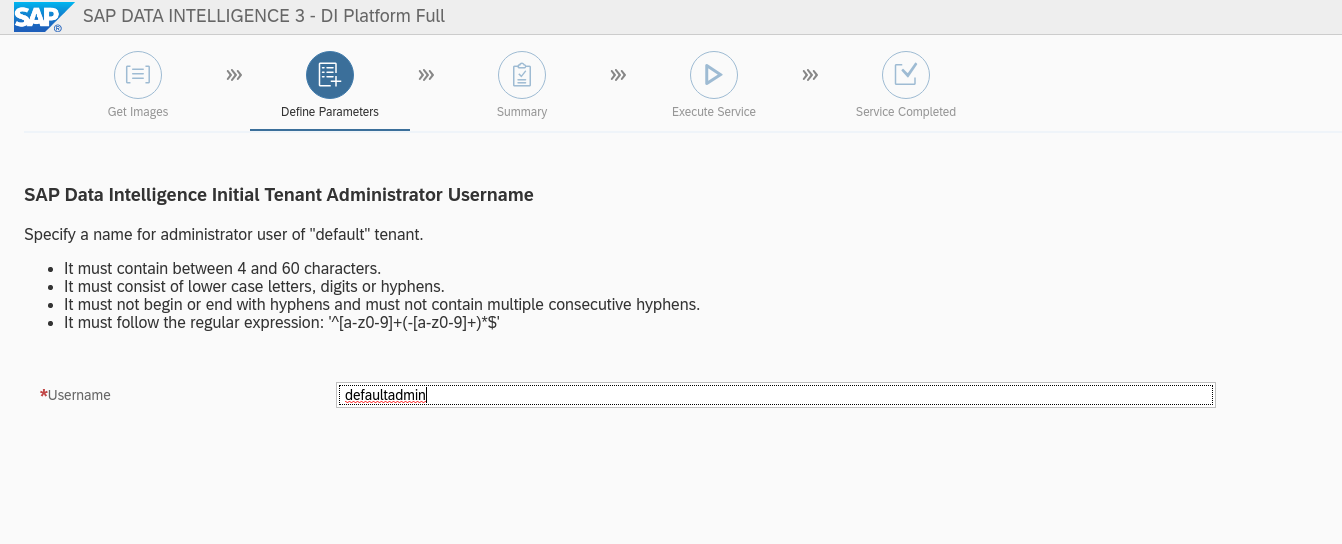 SAP ® SAP DATA INTELLIGENCE 3 - DI Platform Full
Get Images
Define Parameters
Summary
Execute Service
Service Completed
SAP Data Intelligence Initial Tenant Administrator Username
Specify a name for administrator user of "default" tenant.
• It must contain between 4 and 60 characters.
• It must consist of lower case letters, digits or hyphens.
• It must not begin or end with hyphens and must not contain multiple consecutive hyphens.
• It must follow the regular expression: '^[a-z0-9]+(-[a-z0-9]+)*$'
*Username defaultadmin